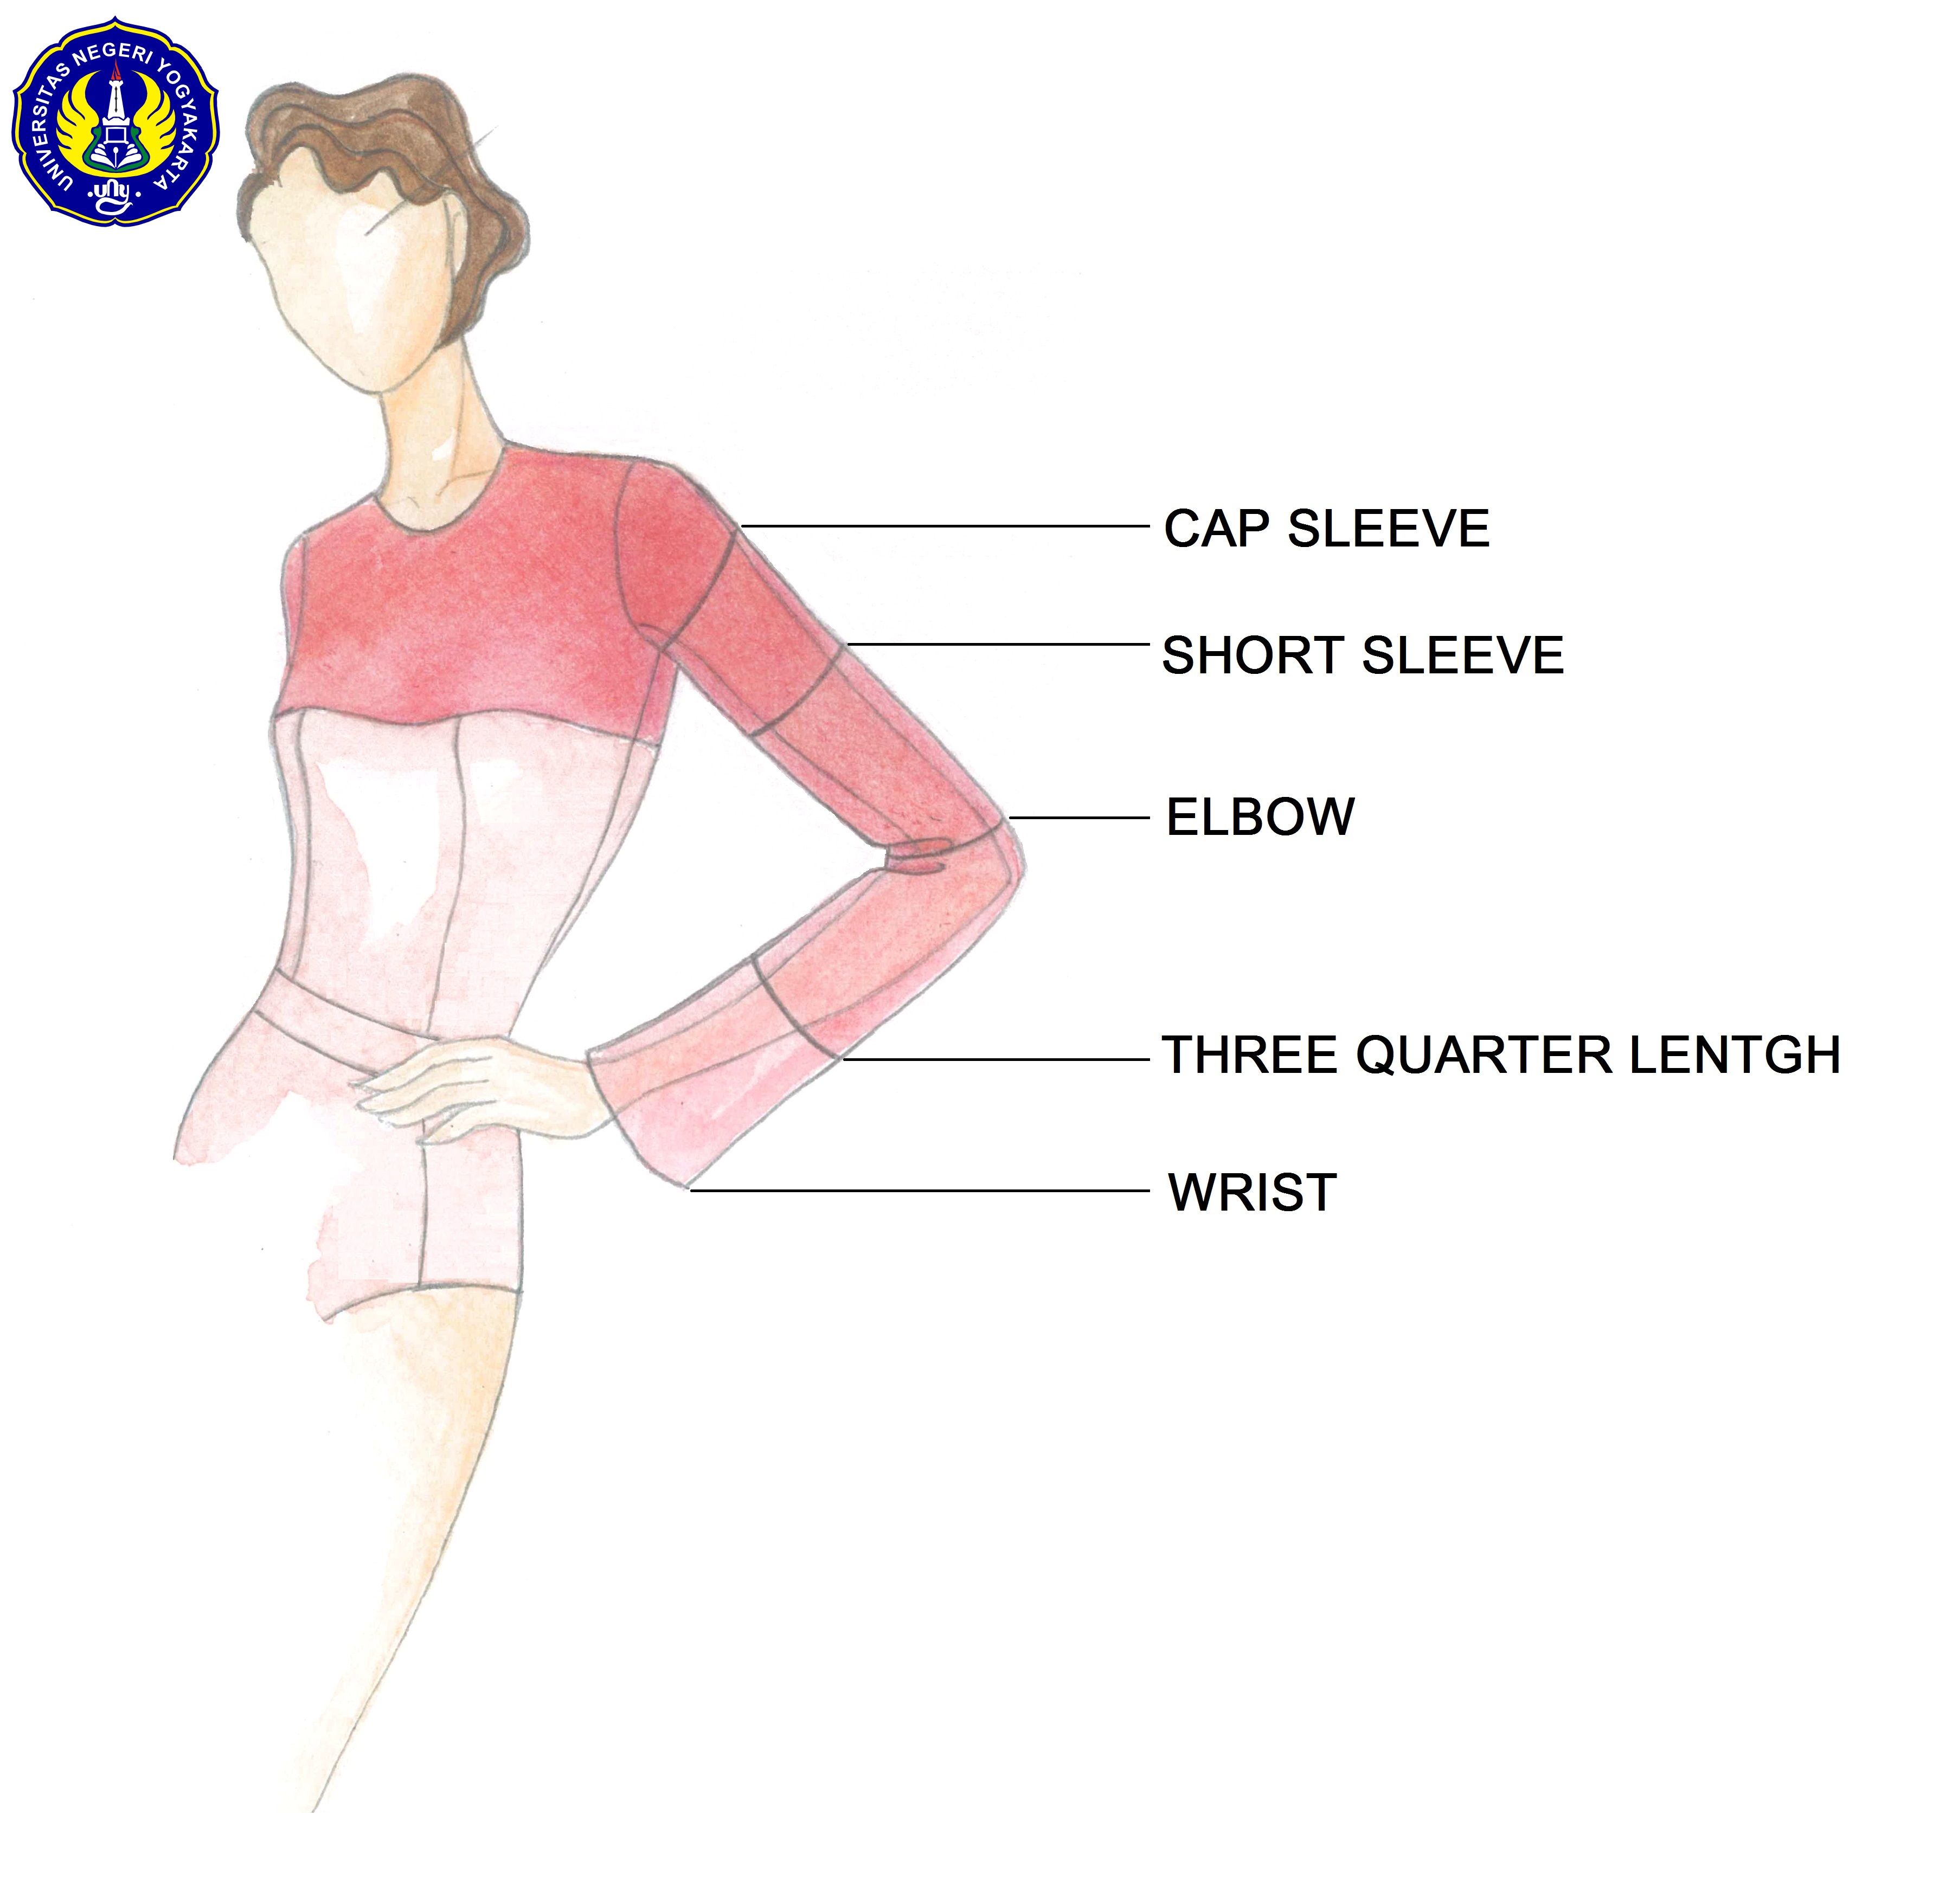 UNIVERSITAS NEGERI YOGYAKARTA
uny
CAP SLEEVE
SHORT SLEEVE
ELBOW
THREE QUARTER LENTGH
WRIST